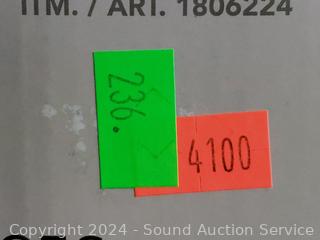 ITM. / ART. 1806224
236.
4100
Copyright 2024 - Sound Auction Service